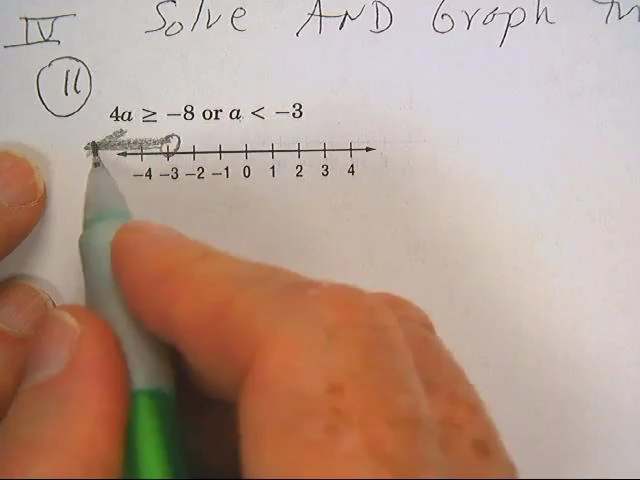 IV Solve AND Graph
11
4a ≥ −8 or a < −3
−4 −3 −2 −1 0 1 2 3 4